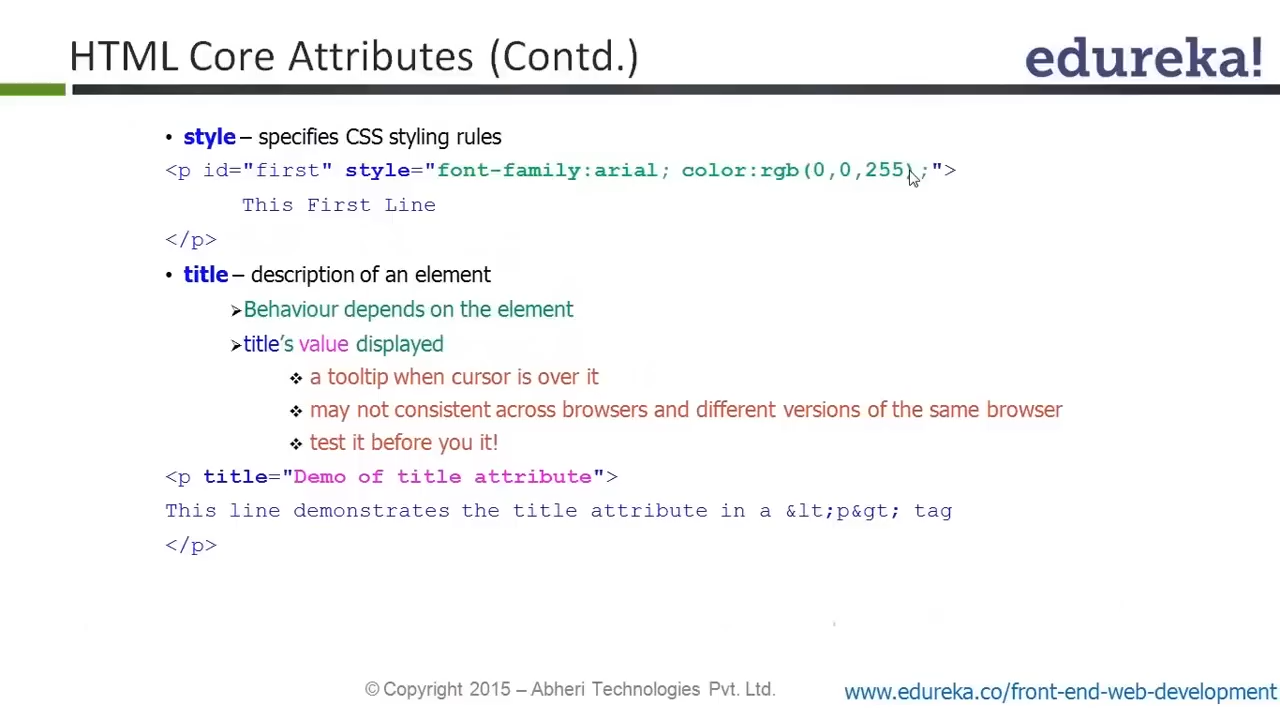 HTML Core Attributes (Contd.)
edureka!
• style – specifies CSS styling rules
<p id="first" style="font-family:arial; color:rgb(0,0,255);">
This First Line
</p>
• title – description of an element
➢Behaviour depends on the element
➢title's value displayed
❖ a tooltip when cursor is over it
❖ may not consistent across browsers and different versions of the same browser
❖ test it before you it!
<p title="Demo of title attribute">
This line demonstrates the title attribute in a &lt;p&gt; tag
</p>
© Copyright 2015 – Abheri Technologies Pvt. Ltd.
www.edureka.co/front-end-web-development